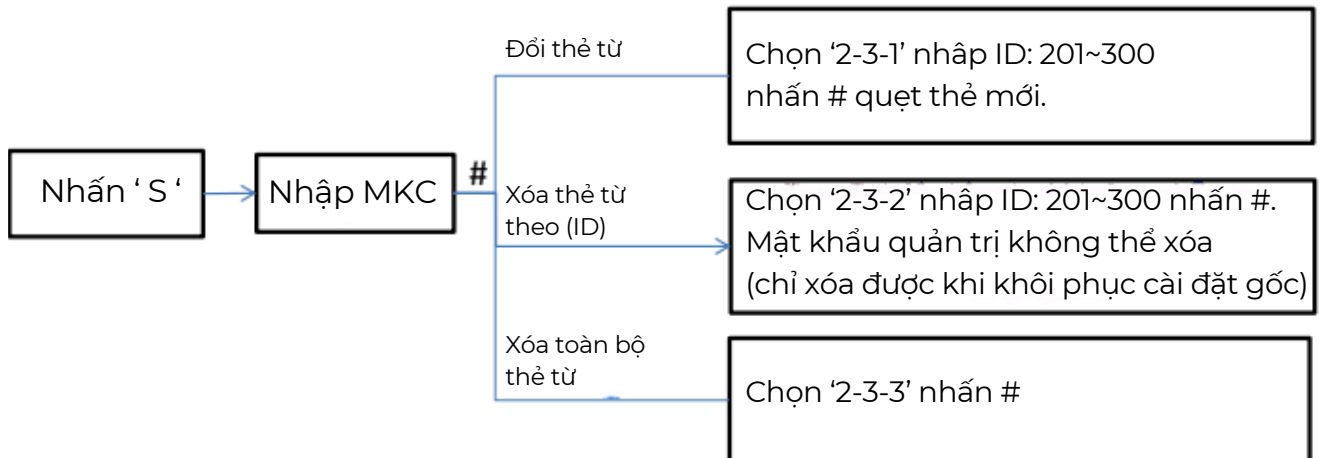 Nhấn ‘ S ‘
Nhập MKC
#
Đổi thẻ từ
Chọn ‘2-3-1’ nhâp ID: 201~300
nhấn # quẹt thẻ mới.
Xóa thẻ từ
theo (ID)
Chọn ‘2-3-2’ nhâp ID: 201~300 nhấn #.
Mật khẩu quản trị không thể xóa
(chỉ xóa được khi khôi phục cài đặt gốc)
Xóa toàn bộ
thẻ từ
Chọn ‘2-3-3’ nhấn #